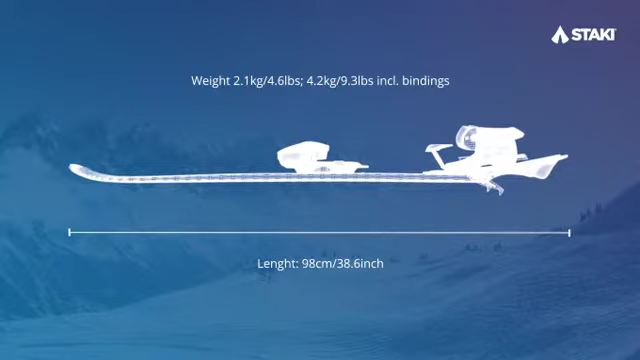 STAKI
Weight 2.1kg/4.6lbs; 4.2kg/9.3lbs incl. bindings
Lenght: 98cm/38.6inch